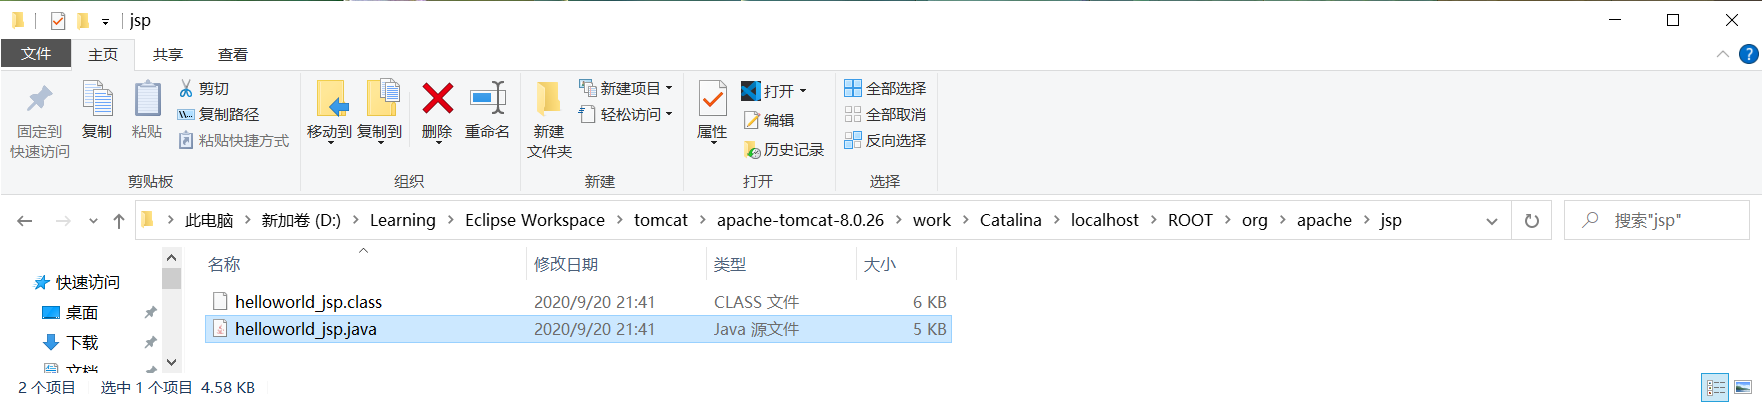 jsp
文件 主页 共享 查看
固定到
快速访问
复制
粘贴
剪切
复制路径
粘贴快捷方式
剪贴板
移动到 复制到 删除 重命名
组织
新建
文件夹
新建项目
轻松访问
新建
属性
打开
编辑
历史记录
打开
全部选择
全部取消
反向选择
选择
此电脑 新加卷 (D:) Learning Eclipse Workspace tomcat apache-tomcat-8.0.26 work Catalina localhost ROOT org apache jsp 搜索"jsp"
名称 修改日期 类型 大小
快速访问
桌面
下载
文档
helloworld_jsp.class 2020/9/20 21:41 CLASS 文件 6 KB
helloworld_jsp.java 2020/9/20 21:41 Java 源文件 5 KB
2 个项目 选中 1 个项目 4.58 KB